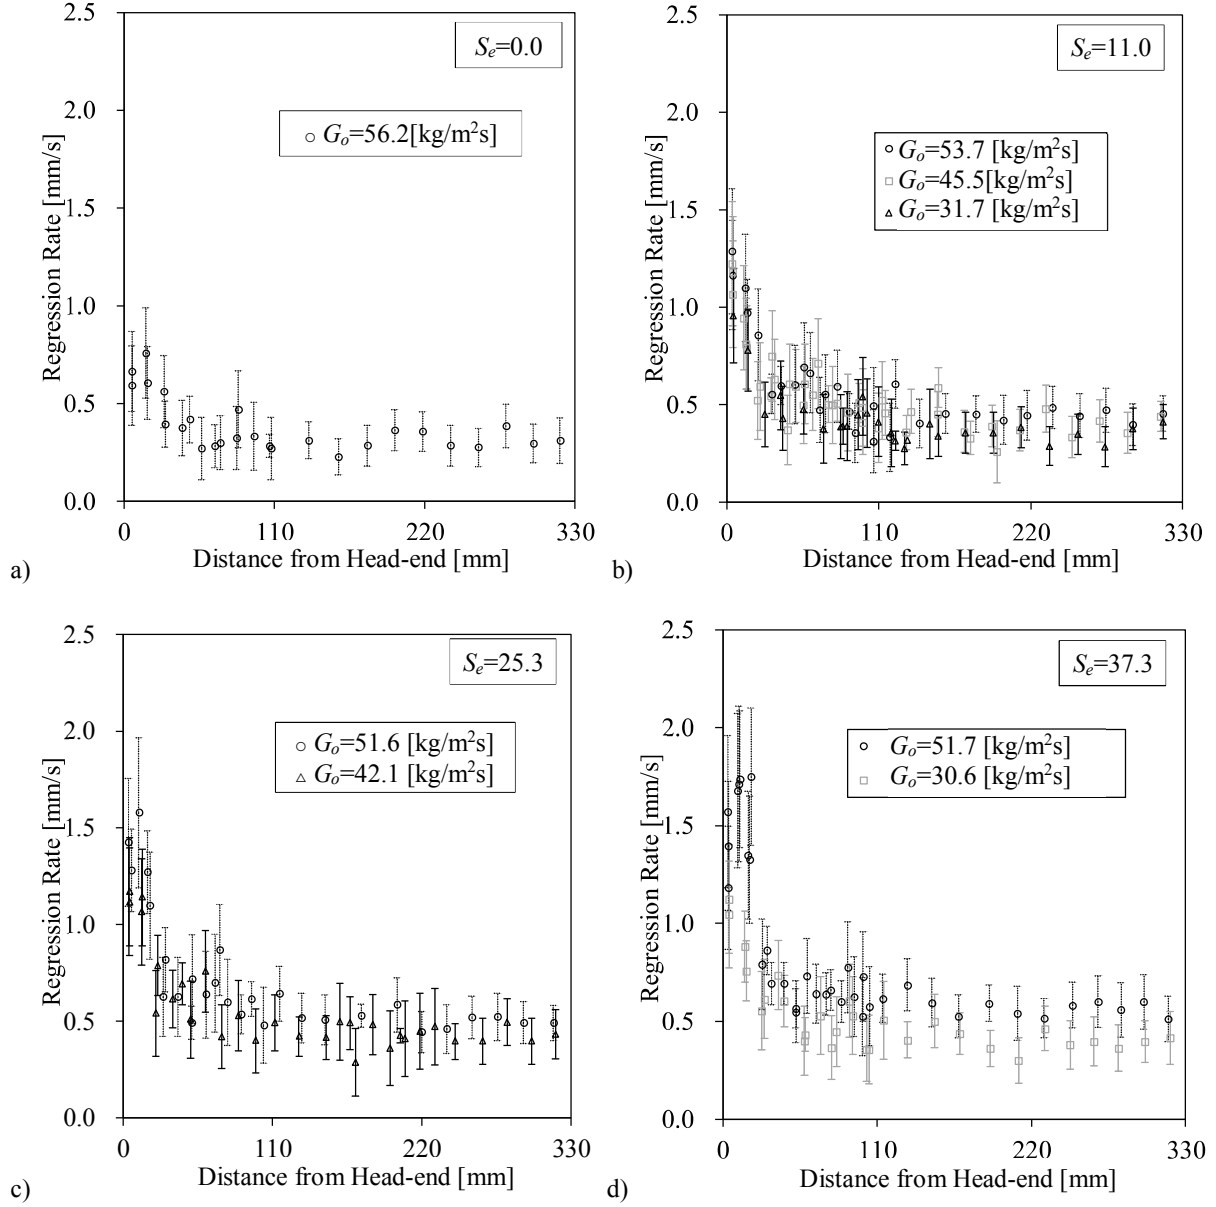 2.5
2.0
1.5
1.0
0.5
0.0
Regression Rate [mm/s]
Sₑ=0.0
Gₒ=56.2[kg/m²s]
0 110 220 330
Distance from Head-end [mm]
a)
2.5
2.0
1.5
1.0
0.5
0.0
Regression Rate [mm/s]
Sₑ=11.0
Gₒ=53.7 [kg/m²s]
Gₒ=45.5[kg/m²s]
Gₒ=31.7 [kg/m²s]
0 110 220 330
Distance from Head-end [mm]
b)
2.5
2.0
1.5
1.0
0.5
0.0
Regression Rate [mm/s]
Sₑ=25.3
Gₒ=51.6 [kg/m²s]
Gₒ=42.1 [kg/m²s]
0 110 220 330
Distance from Head-end [mm]
c)
2.5
2.0
1.5
1.0
0.5
0.0
Regression Rate [mm/s]
Sₑ=37.3
Gₒ=51.7 [kg/m²s]
Gₒ=30.6 [kg/m²s]
0 110 220 330
Distance from Head-end [mm]
d)